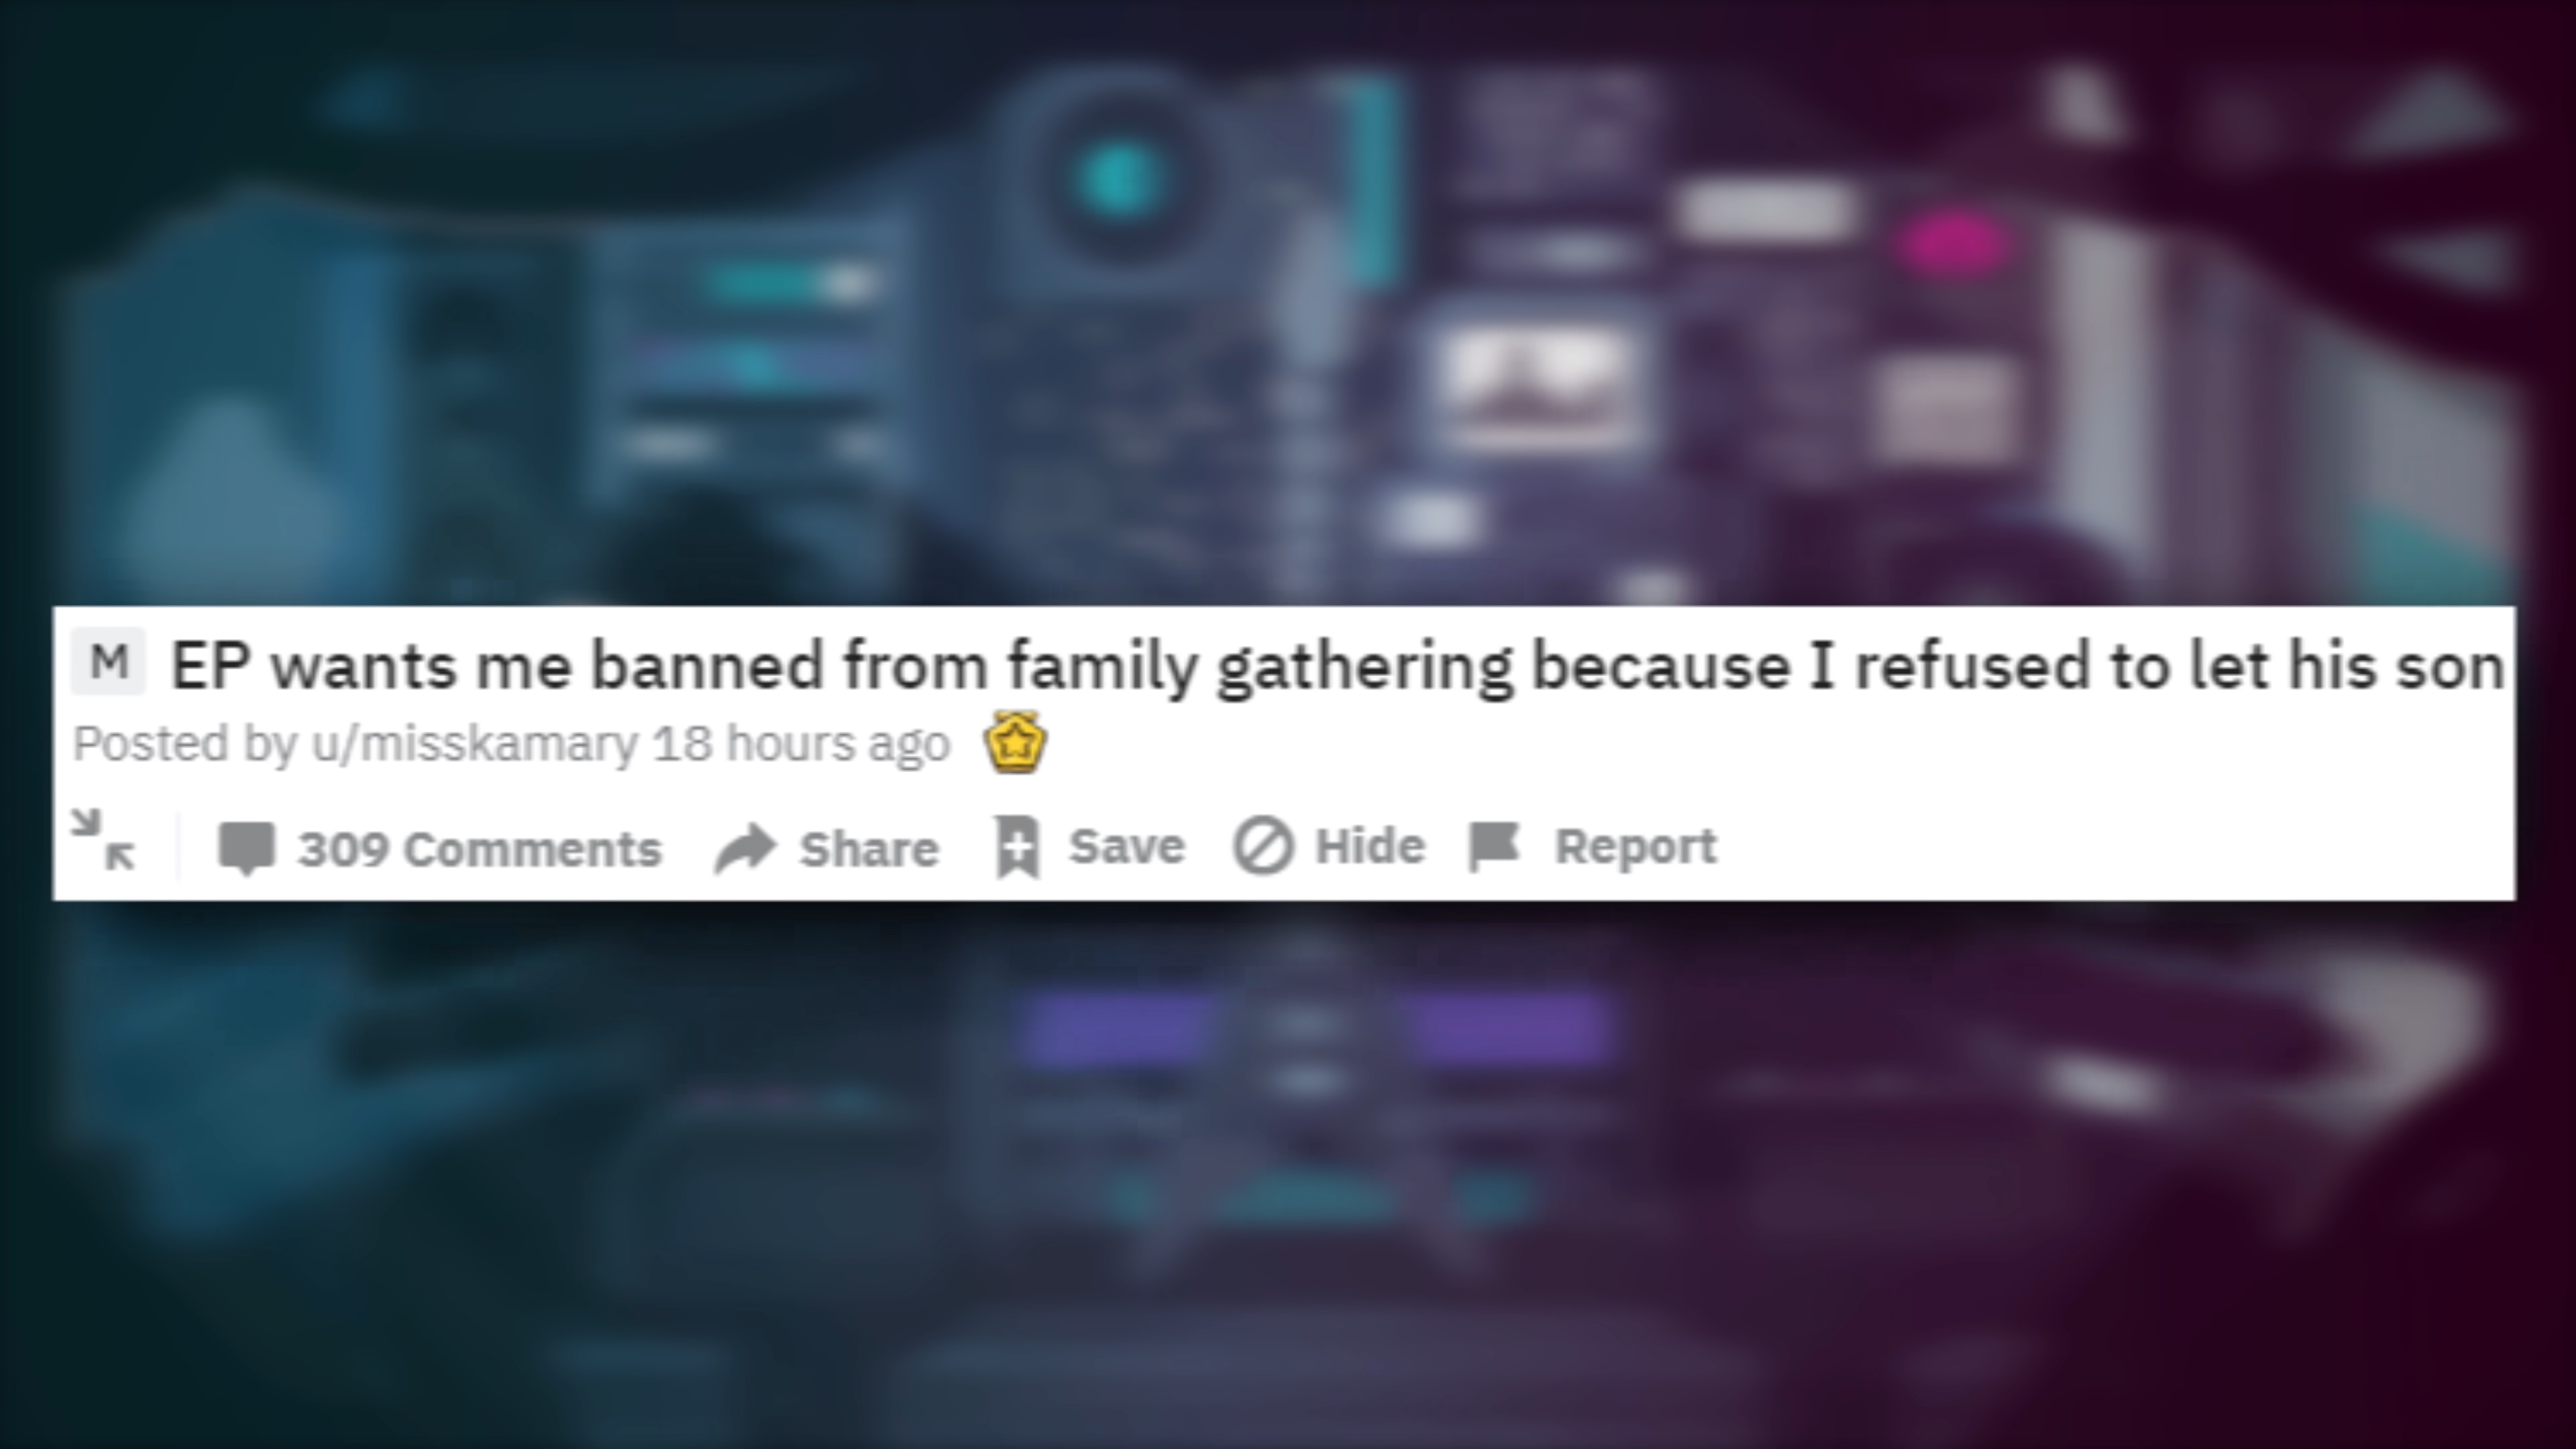 M EP wants me banned from family gathering because I refused to let his son
Posted by u/misskamary 18 hours ago
309 Comments Share Save Hide Report